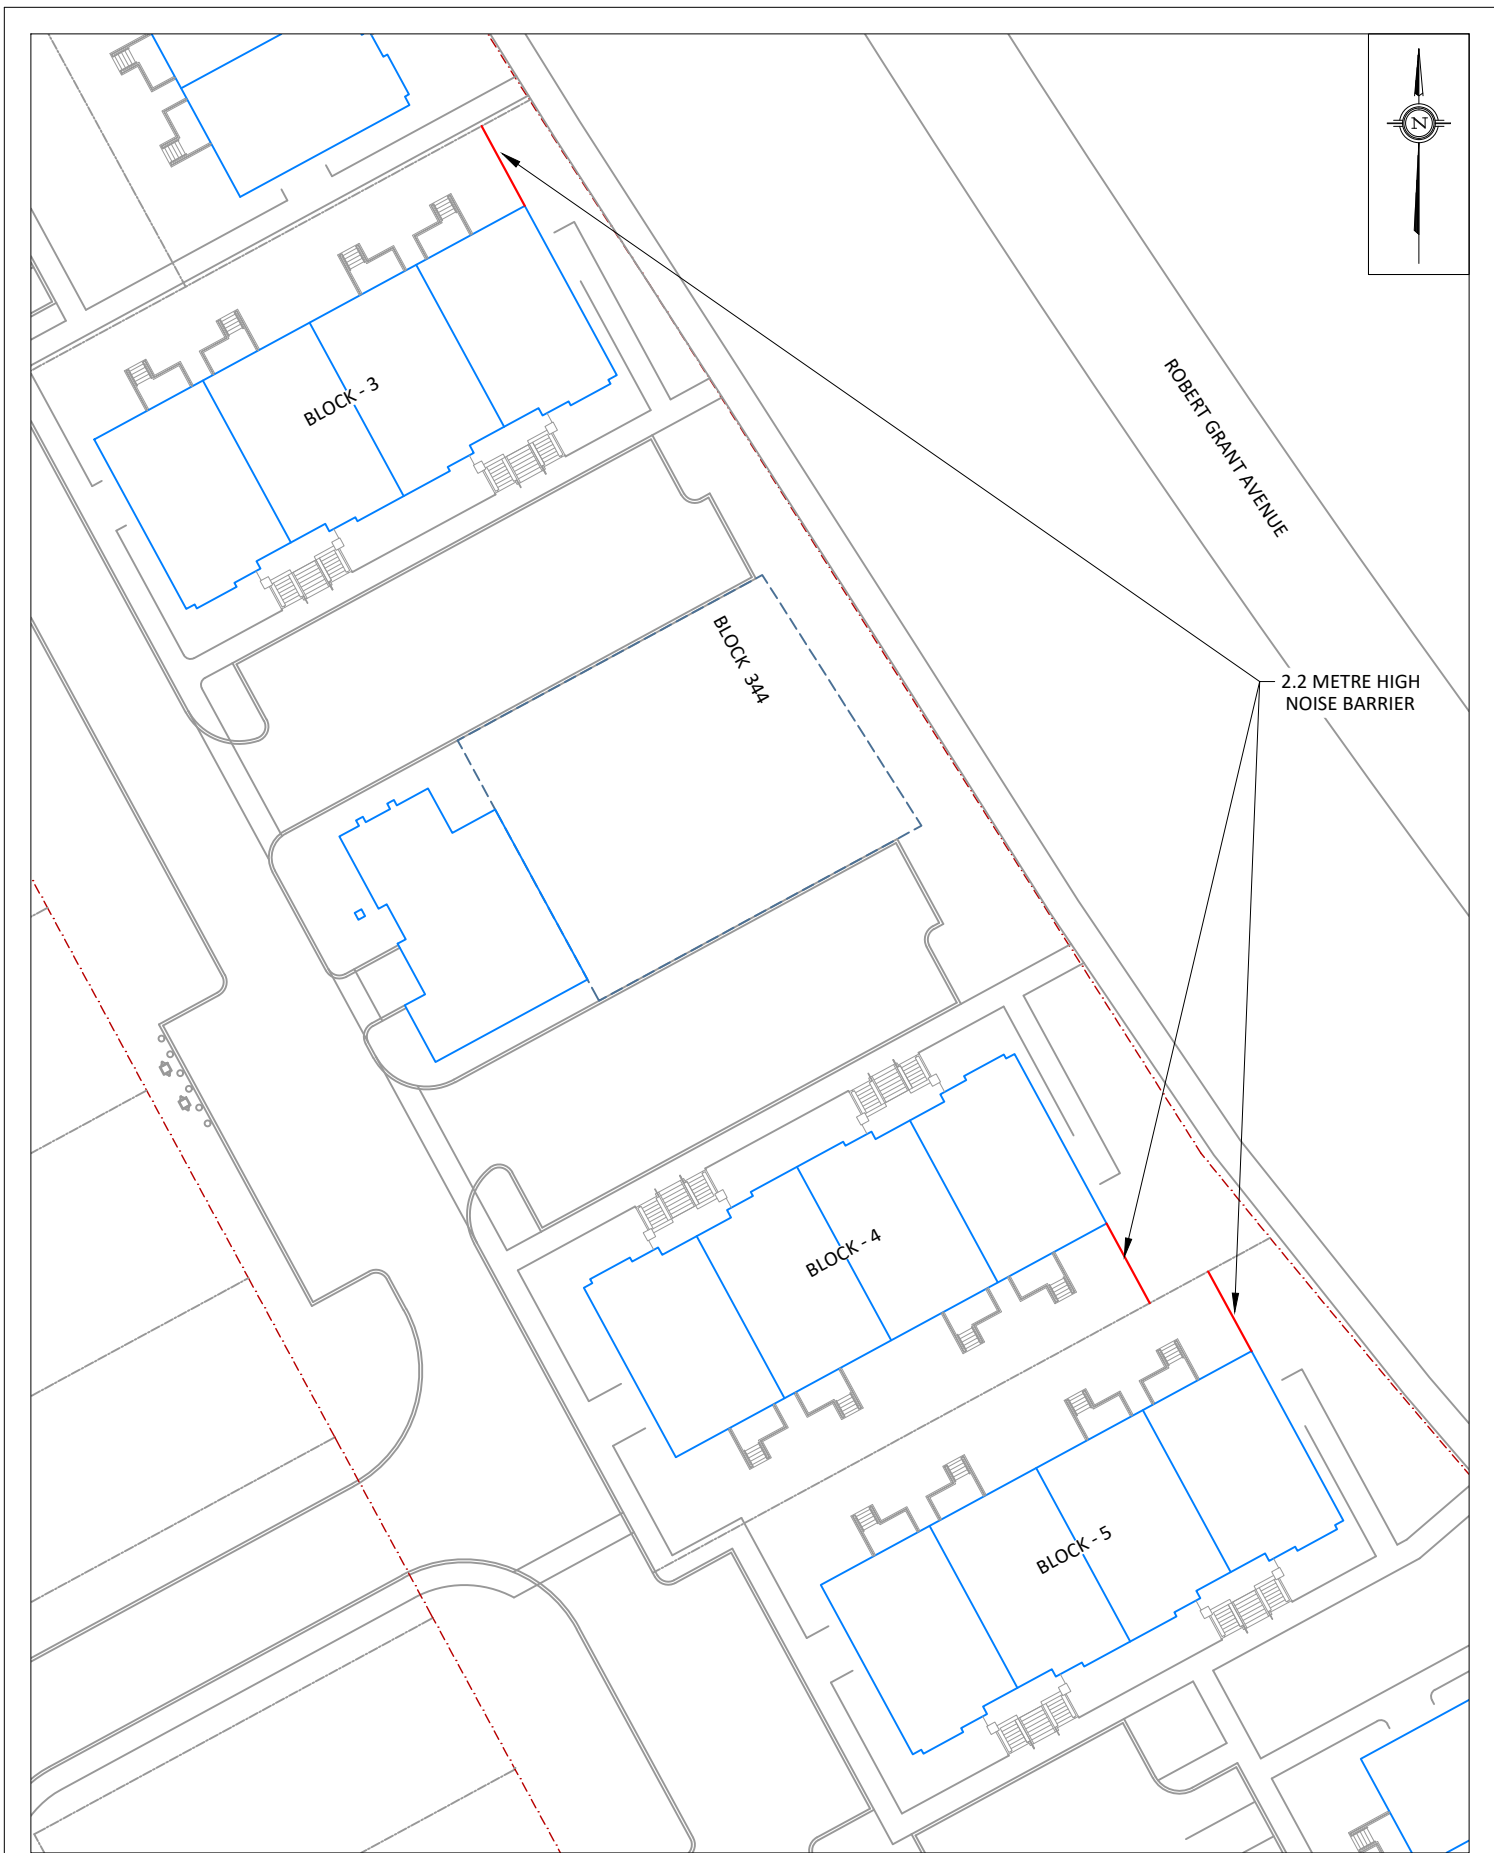 N
BLOCK - 3
ROBERT GRANT AVENUE
BLOCK 344
2.2 METRE HIGH
NOISE BARRIER
BLOCK - 4
BLOCK - 5